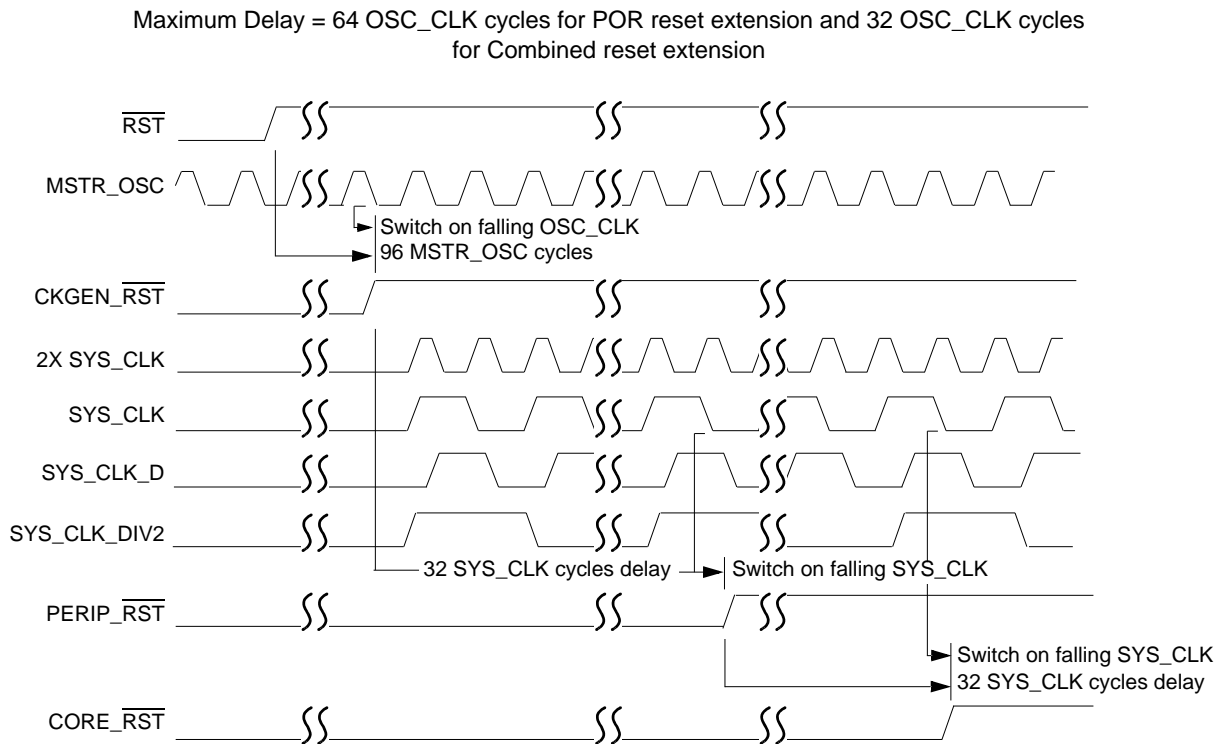 Maximum Delay = 64 OSC_CLK cycles for POR reset extension and 32 OSC_CLK cycles
for Combined reset extension
RST
MSTR_OSC
Switch on falling OSC_CLK
96 MSTR_OSC cycles
CKGEN_RST
2X SYS_CLK
SYS_CLK
SYS_CLK_D
SYS_CLK_DIV2
32 SYS_CLK cycles delay
Switch on falling SYS_CLK
PERIP_RST
Switch on falling SYS_CLK
32 SYS_CLK cycles delay
CORE_RST